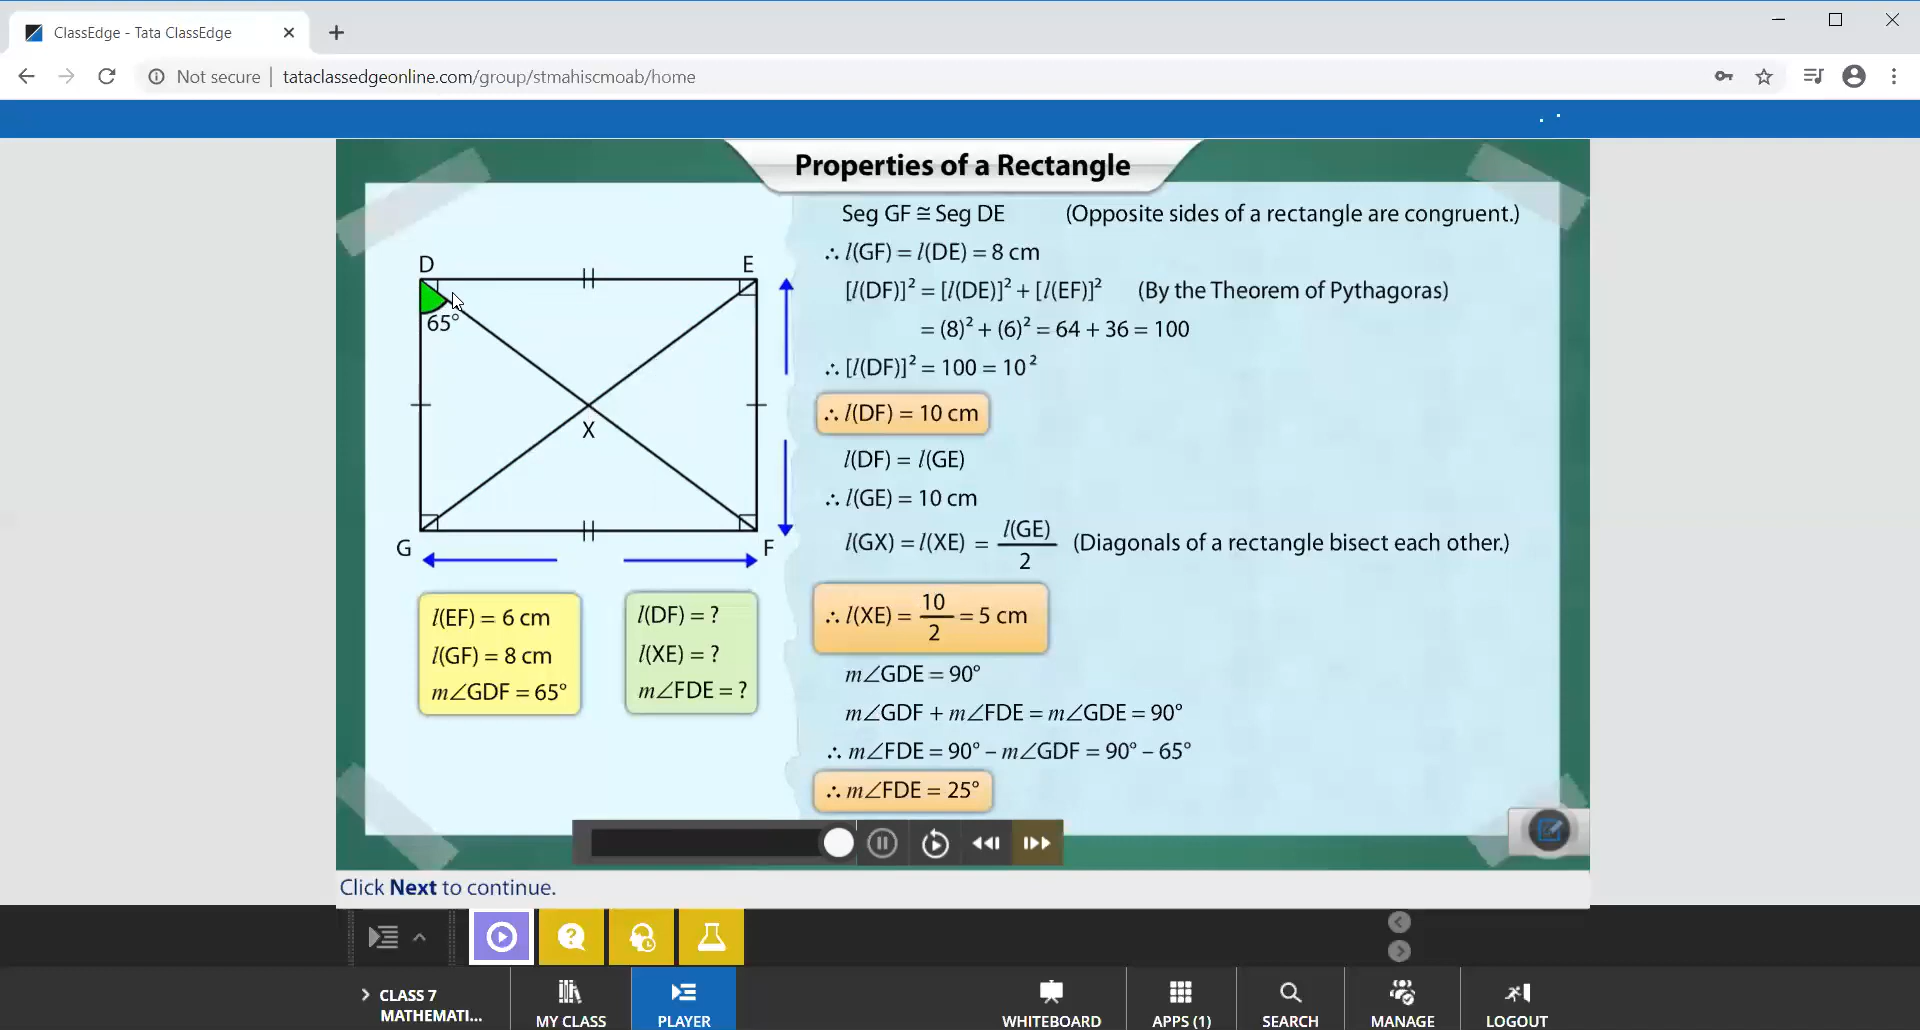 ClassEdge - Tata ClassEdge
Not secure | tataclassedgeonline.com/group/stmahiscmoab/home
Properties of a Rectangle
D E
65°
X
G F
l(EF) = 6 cm
l(GF) = 8 cm
m∠GDF = 65°
l(DF) = ?
l(XE) = ?
m∠FDE = ?
Seg GF ≅ Seg DE (Opposite sides of a rectangle are congruent.)
∴ l(GF) = l(DE) = 8 cm
[l(DF)]² = [l(DE)]² + [l(EF)]² (By the Theorem of Pythagoras)
= (8)² + (6)² = 64 + 36 = 100
∴ [l(DF)]² = 100 = 10²
∴ l(DF) = 10 cm
l(DF) = l(GE)
∴ l(GE) = 10 cm
l(GX) = l(XE) = l(GE)/2 (Diagonals of a rectangle bisect each other.)
∴ l(XE) = 10/2 = 5 cm
m∠GDE = 90°
m∠GDF + m∠FDE = m∠GDE = 90°
∴ m∠FDE = 90° – m∠GDF = 90° – 65°
∴ m∠FDE = 25°
Click Next to continue.
CLASS 7
MATHEMATI...
MY CLASS
PLAYER
WHITEBOARD
APPS (1)
SEARCH
MANAGE
LOGOUT